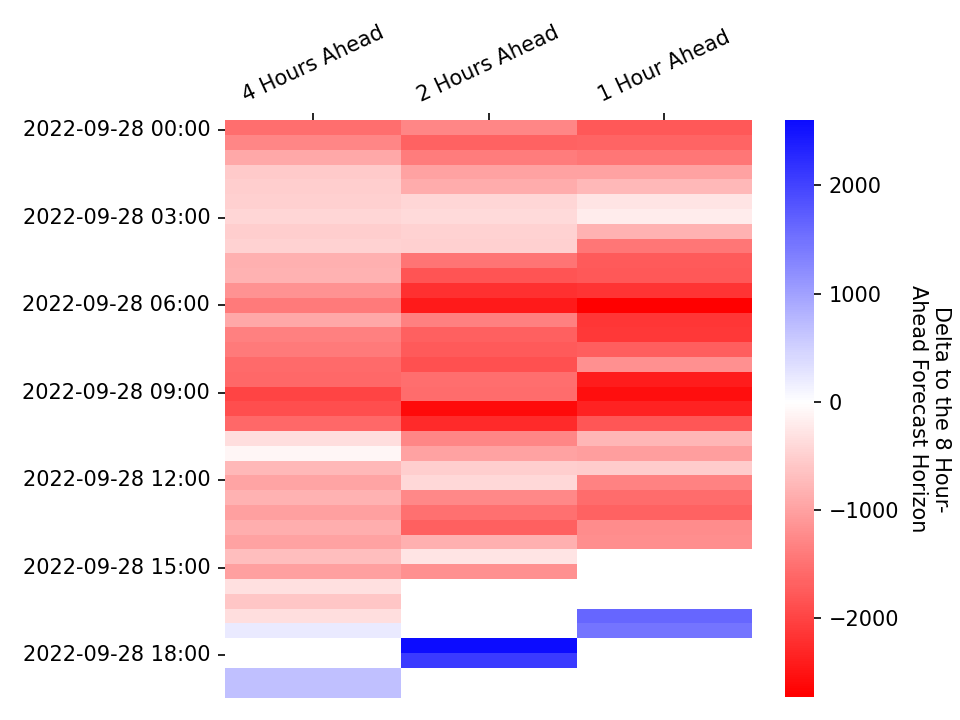 4 Hours Ahead
2 Hours Ahead
1 Hour Ahead
2022-09-28 00:00
2022-09-28 03:00
2022-09-28 06:00
2022-09-28 09:00
2022-09-28 12:00
2022-09-28 15:00
2022-09-28 18:00
2000
1000
0
−1000
−2000
Delta to the 8 Hour-
Ahead Forecast Horizon